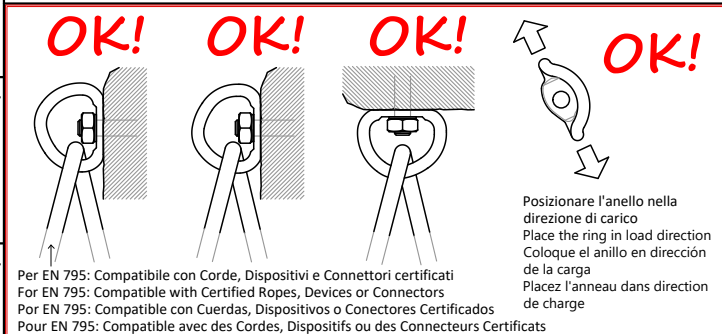 OK!
OK!
OK!
OK!
Posizionare l'anello nella
direzione di carico
Place the ring in load direction
Coloque el anillo en dirección
de la carga
Placez l'anneau dans direction
de charge
Per EN 795: Compatibile con Corde, Dispositivi e Connettori certificati
For EN 795: Compatible with Certified Ropes, Devices or Connectors
Por EN 795: Compatible con Cuerdas, Dispositivos o Conectores Certificados
Pour EN 795: Compatible avec des Cordes, Dispositifs ou des Connecteurs Certificats